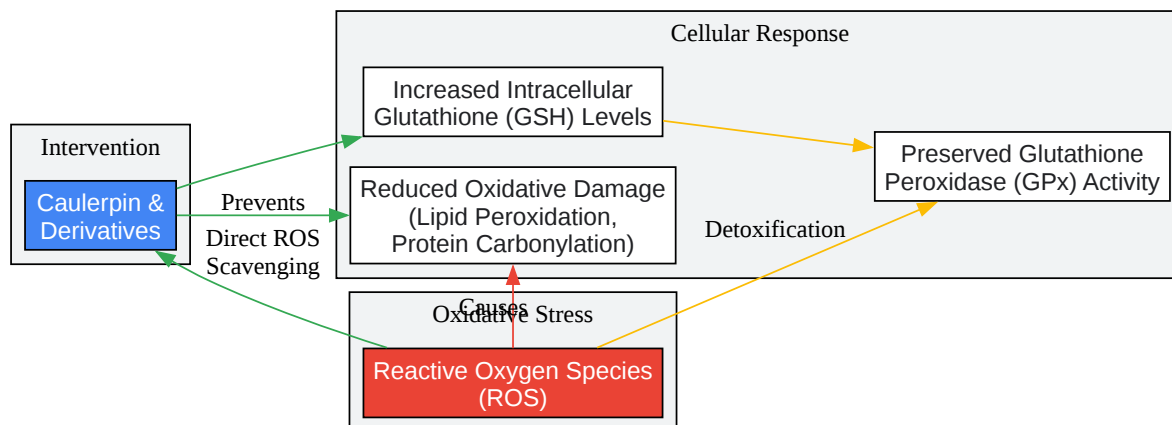 Cellular Response
Increased Intracellular
Glutathione (GSH) Levels
Intervention
Caulerpin &
Derivatives
Prevents
Direct ROS
Scavenging
Reduced Oxidative Damage
(Lipid Peroxidation,
Protein Carbonylation)
Preserved Glutathione
Peroxidase (GPx) Activity
Detoxification
Causes
Oxidative Stress
Reactive Oxygen Species
(ROS)